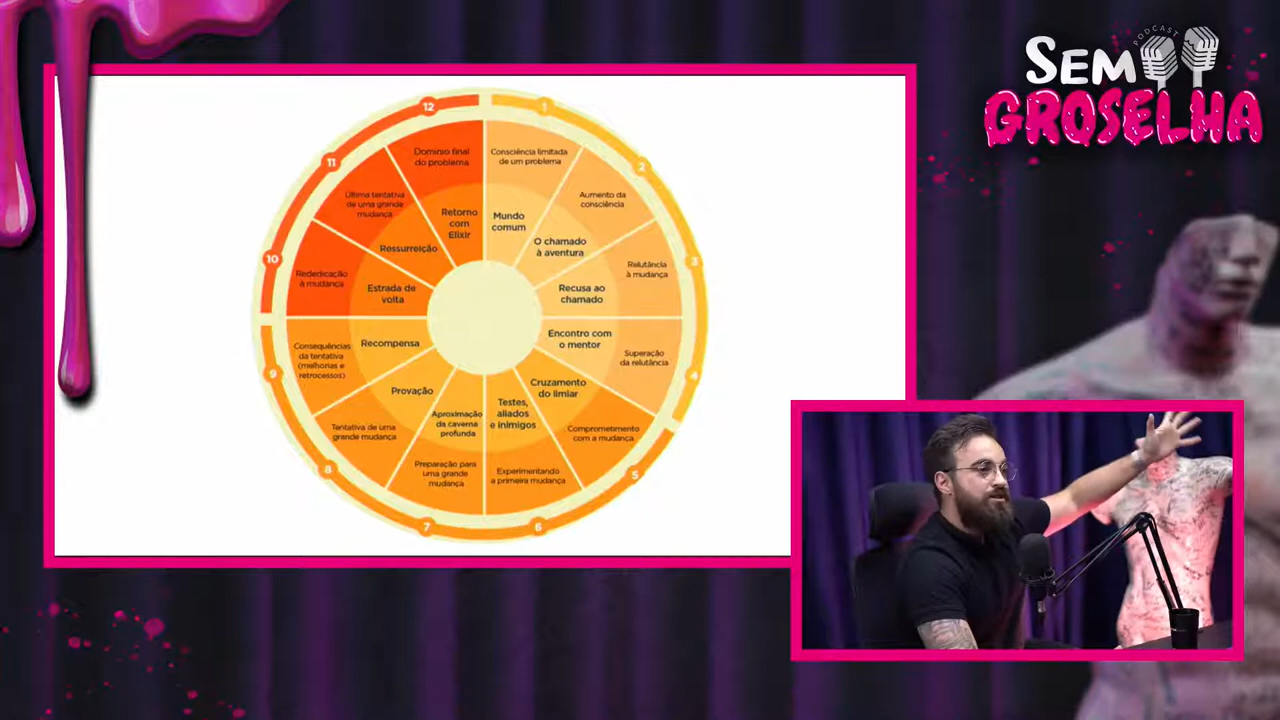 PODCAST
SEM
GROSELHA
12
1
11
2
10
3
9
4
8
5
7
6
Domínio final
do problema
Consciência limitada
de um problema
Última tentativa
de uma grande
mudança
Aumento da
consciência
Retorno
com
Elixir
Mundo
comum
Ressurreição
O chamado
à aventura
Rededicação
à mudança
Relutância
à mudança
Estrada de
volta
Recusa ao
chamado
Consequências
da tentativa
(melhorias e
retrocessos)
Recompensa
Encontro com
o mentor
Superação
da relutância
Provação
Cruzamento
do limiar
Tentativa de uma
grande mudança
Aproximação
da caverna
profunda
Testes,
aliados
e inimigos
Comprometimento
com a mudança
Preparação para
uma grande
mudança
Experimentando
a primeira mudança